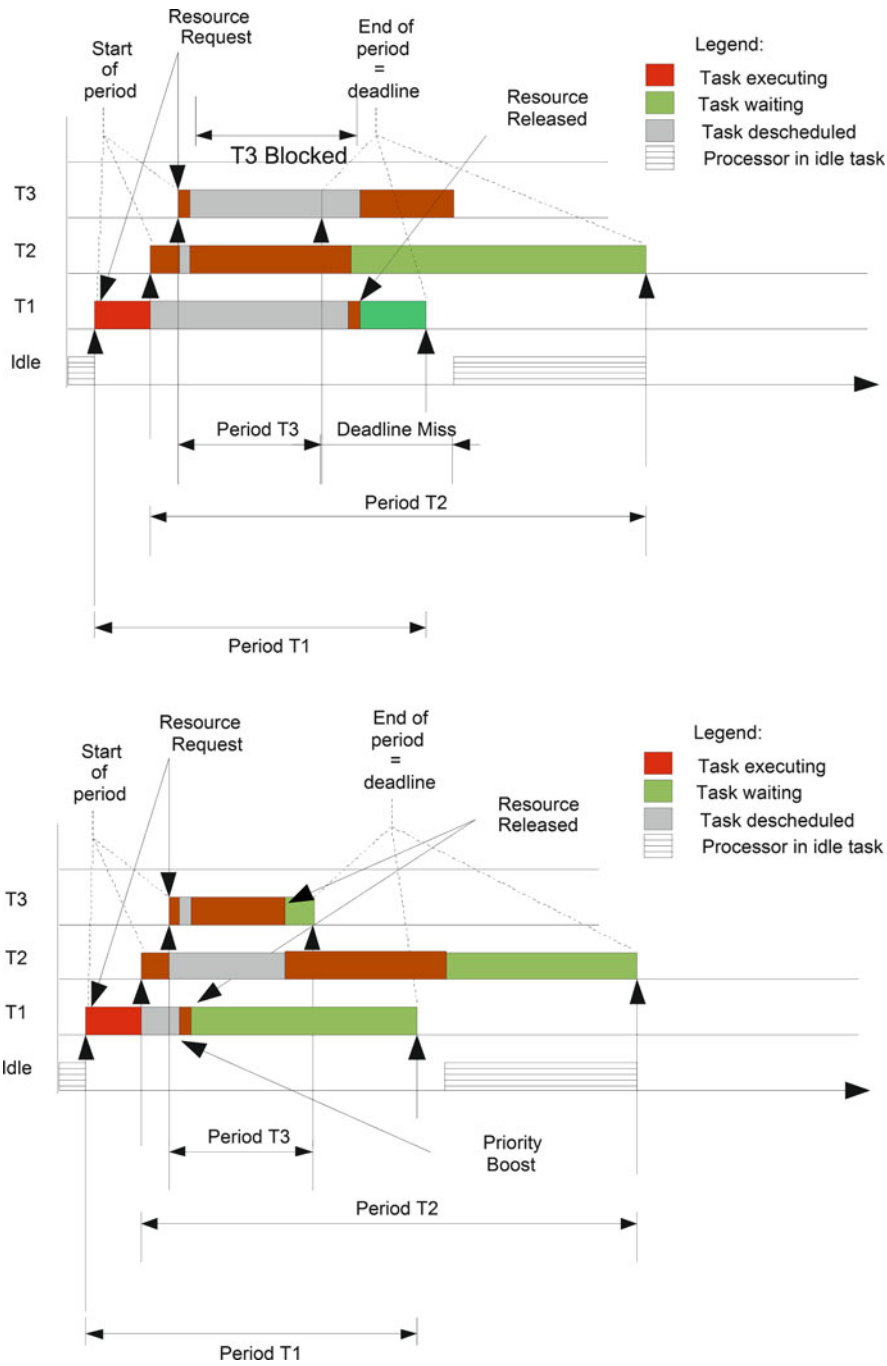 Resource
Request
Start
of
period
End of
period
=
deadline
Resource
Released
Legend:
Task executing
Task waiting
Task descheduled
Processor in idle task
T3 Blocked
T3
T2
T1
Idle
Period T3
Deadline Miss
Period T2
Period T1
Resource
Request
Start
of
period
End of
period
=
deadline
Resource
Released
Legend:
Task executing
Task waiting
Task descheduled
Processor in idle task
T3
T2
T1
Idle
Period T3
Priority
Boost
Period T2
Period T1